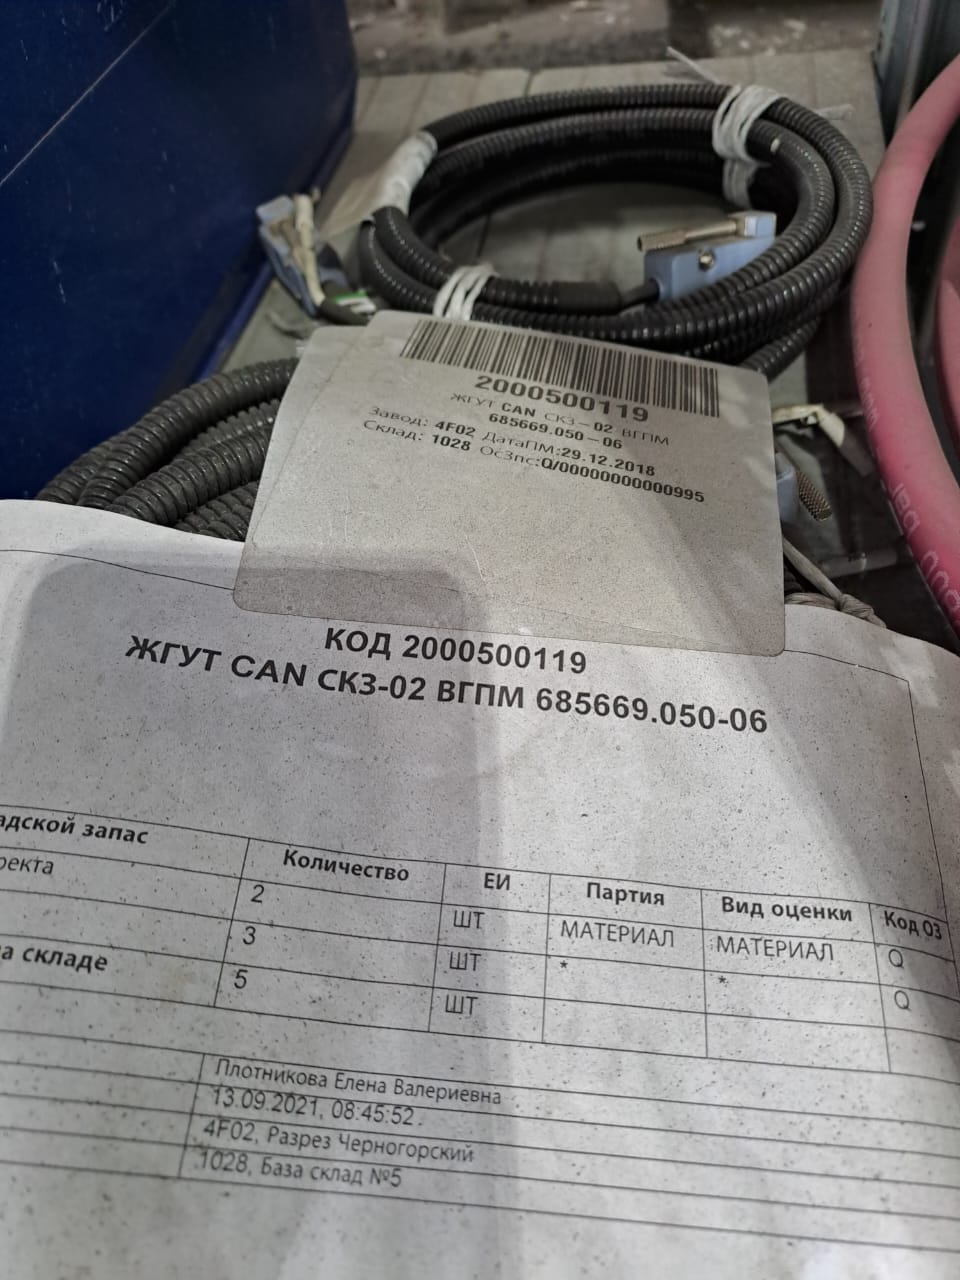 2000500119
ЖГУТ CAN СКЗ-02 ВГПМ
685669.050-06
Завод: 4F02 ДатаПМ:29.12.2018
Склад: 1028 ОсЗпс:Q/00000000000995
КОД 2000500119
ЖГУТ CAN СКЗ-02 ВГПМ 685669.050-06
адской запас Количество ЕИ Партия Вид оценки Код ОЗ
оекта 2 ШТ МАТЕРИАЛ МАТЕРИАЛ Q
3 ШТ * * Q
а складе 5 ШТ
Плотникова Елена Валериевна
13.09.2021, 08:45:52
4F02, Разрез Черногорский
1028, База склад №5